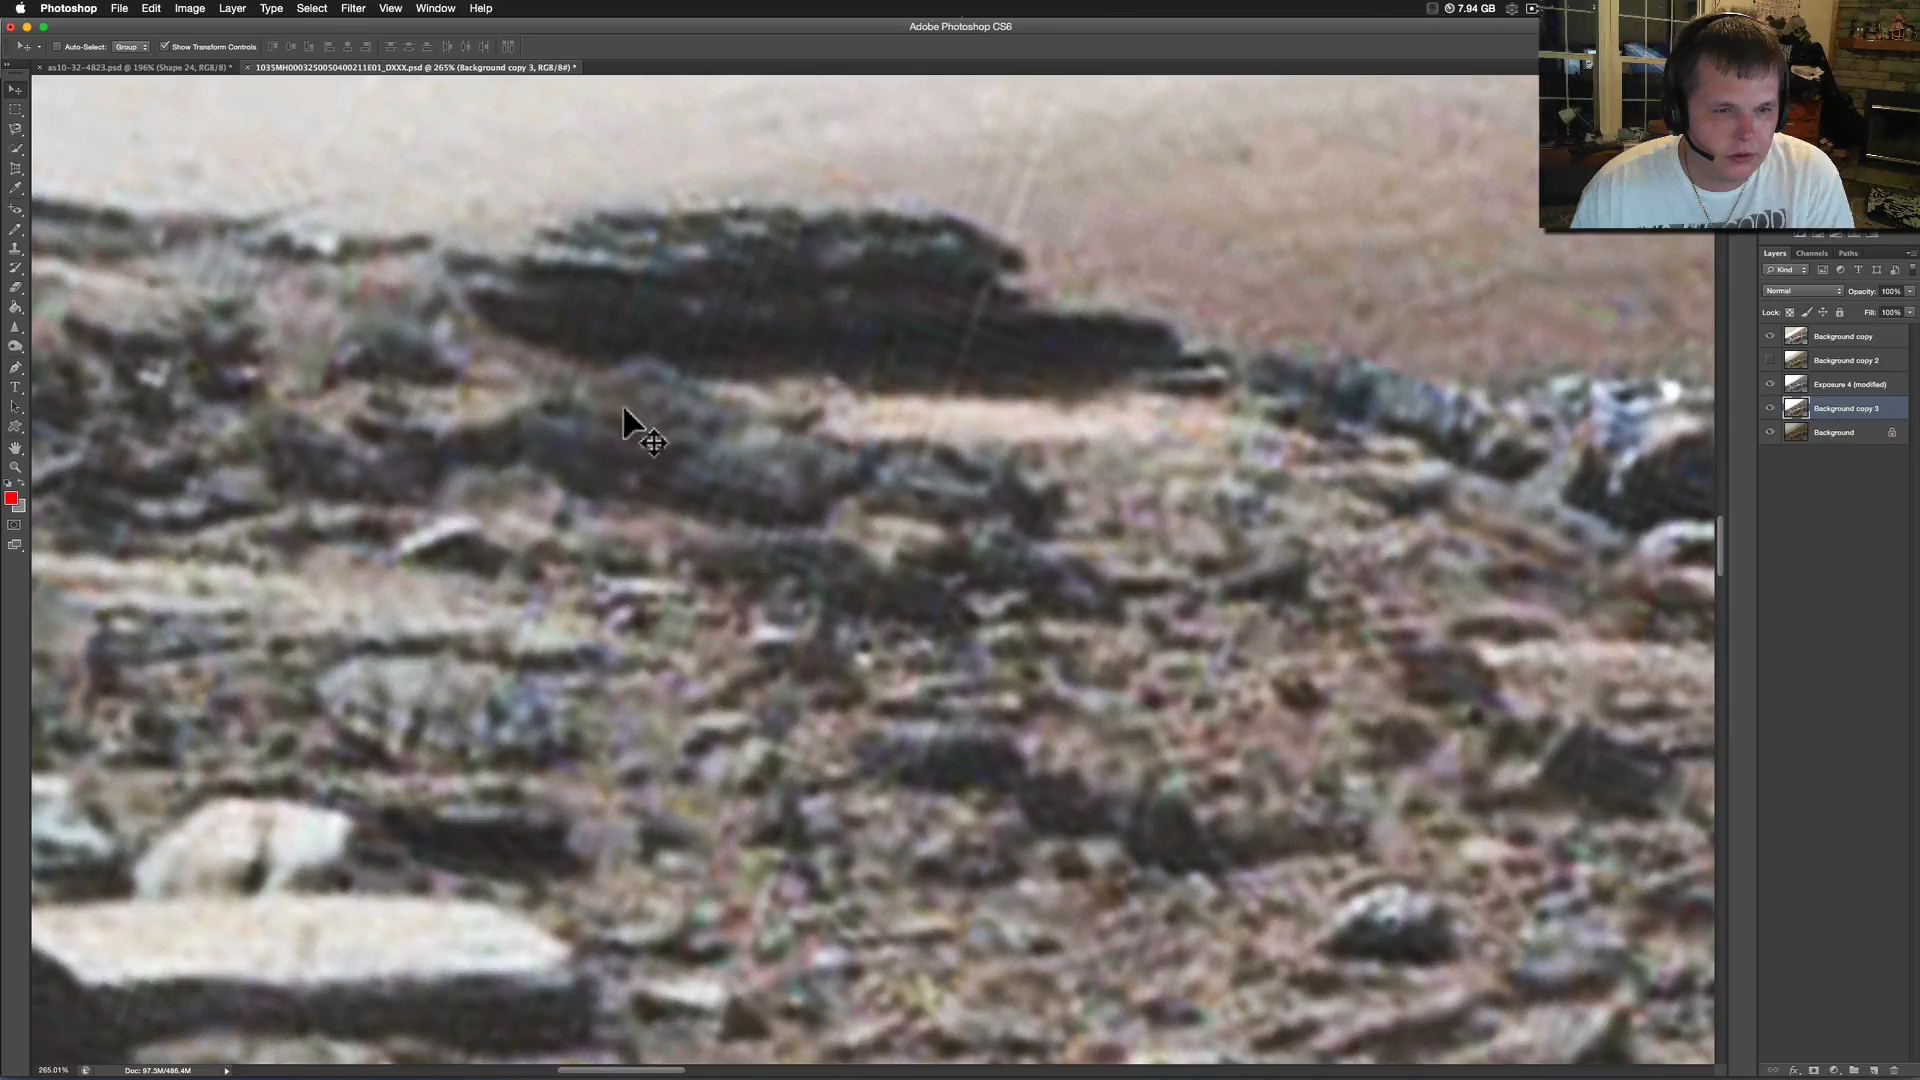 Photoshop File Edit Image Layer Type Select Filter View Window Help
7.94 GB
Adobe Photoshop CS6
Auto-Select: Group Show Transform Controls
as10-32-4823.psd @ 196% (Shape 24, RGB/8) *
1035MH0003250050400211E01_DXXX.psd @ 265% (Background copy 3, RGB/8#) *
Layers Channels Paths
Kind
Normal Opacity: 100%
Lock: Fill: 100%
Background copy
Background copy 2
Exposure 4 (modified)
Background copy 3
Background
265.01% Doc: 97.3M/486.4M